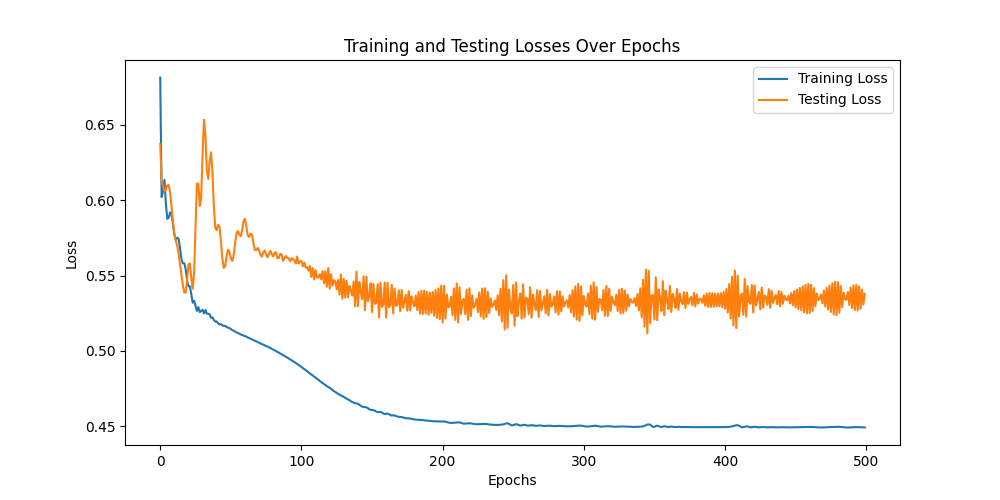 Training and Testing Losses Over Epochs
Training Loss
Testing Loss
0.65
0.60
0.55
0.50
0.45
Loss
0 100 200 300 400 500
Epochs